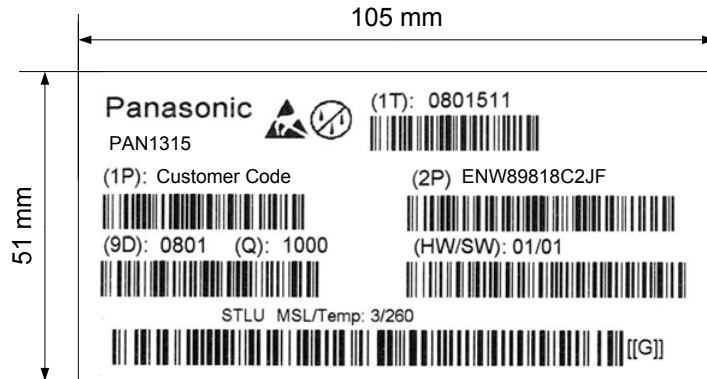 105 mm
51 mm
Panasonic
PAN1315
(1T): 0801511
(1P): Customer Code
(2P) ENW89818C2JF
(9D): 0801 (Q): 1000
(HW/SW): 01/01
STLU MSL/Temp: 3/260
[[G]]